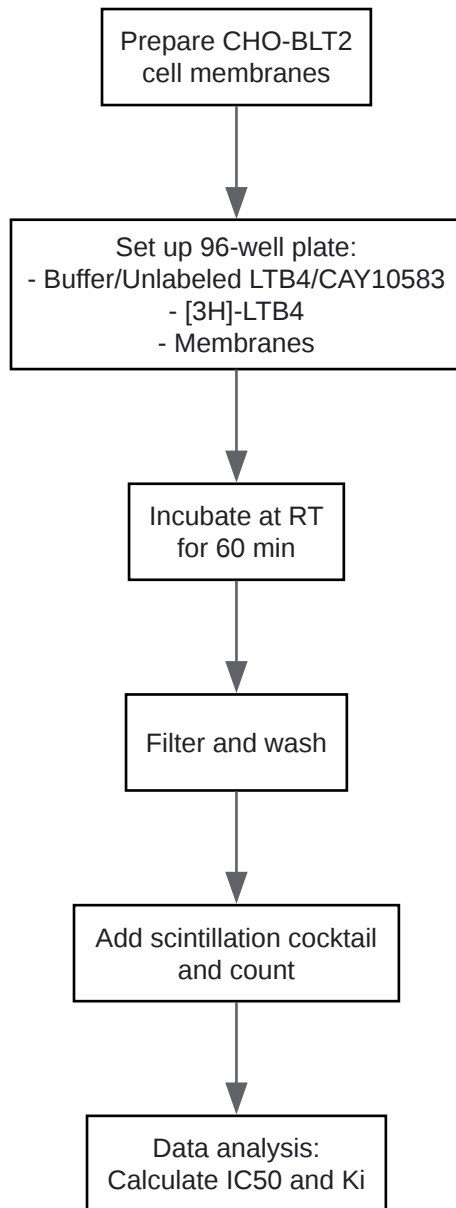 Prepare CHO-BLT2
cell membranes
Set up 96-well plate:
- Buffer/Unlabeled LTB4/CAY10583
- [3H]-LTB4
- Membranes
Incubate at RT
for 60 min
Filter and wash
Add scintillation cocktail
and count
Data analysis:
Calculate IC50 and Ki